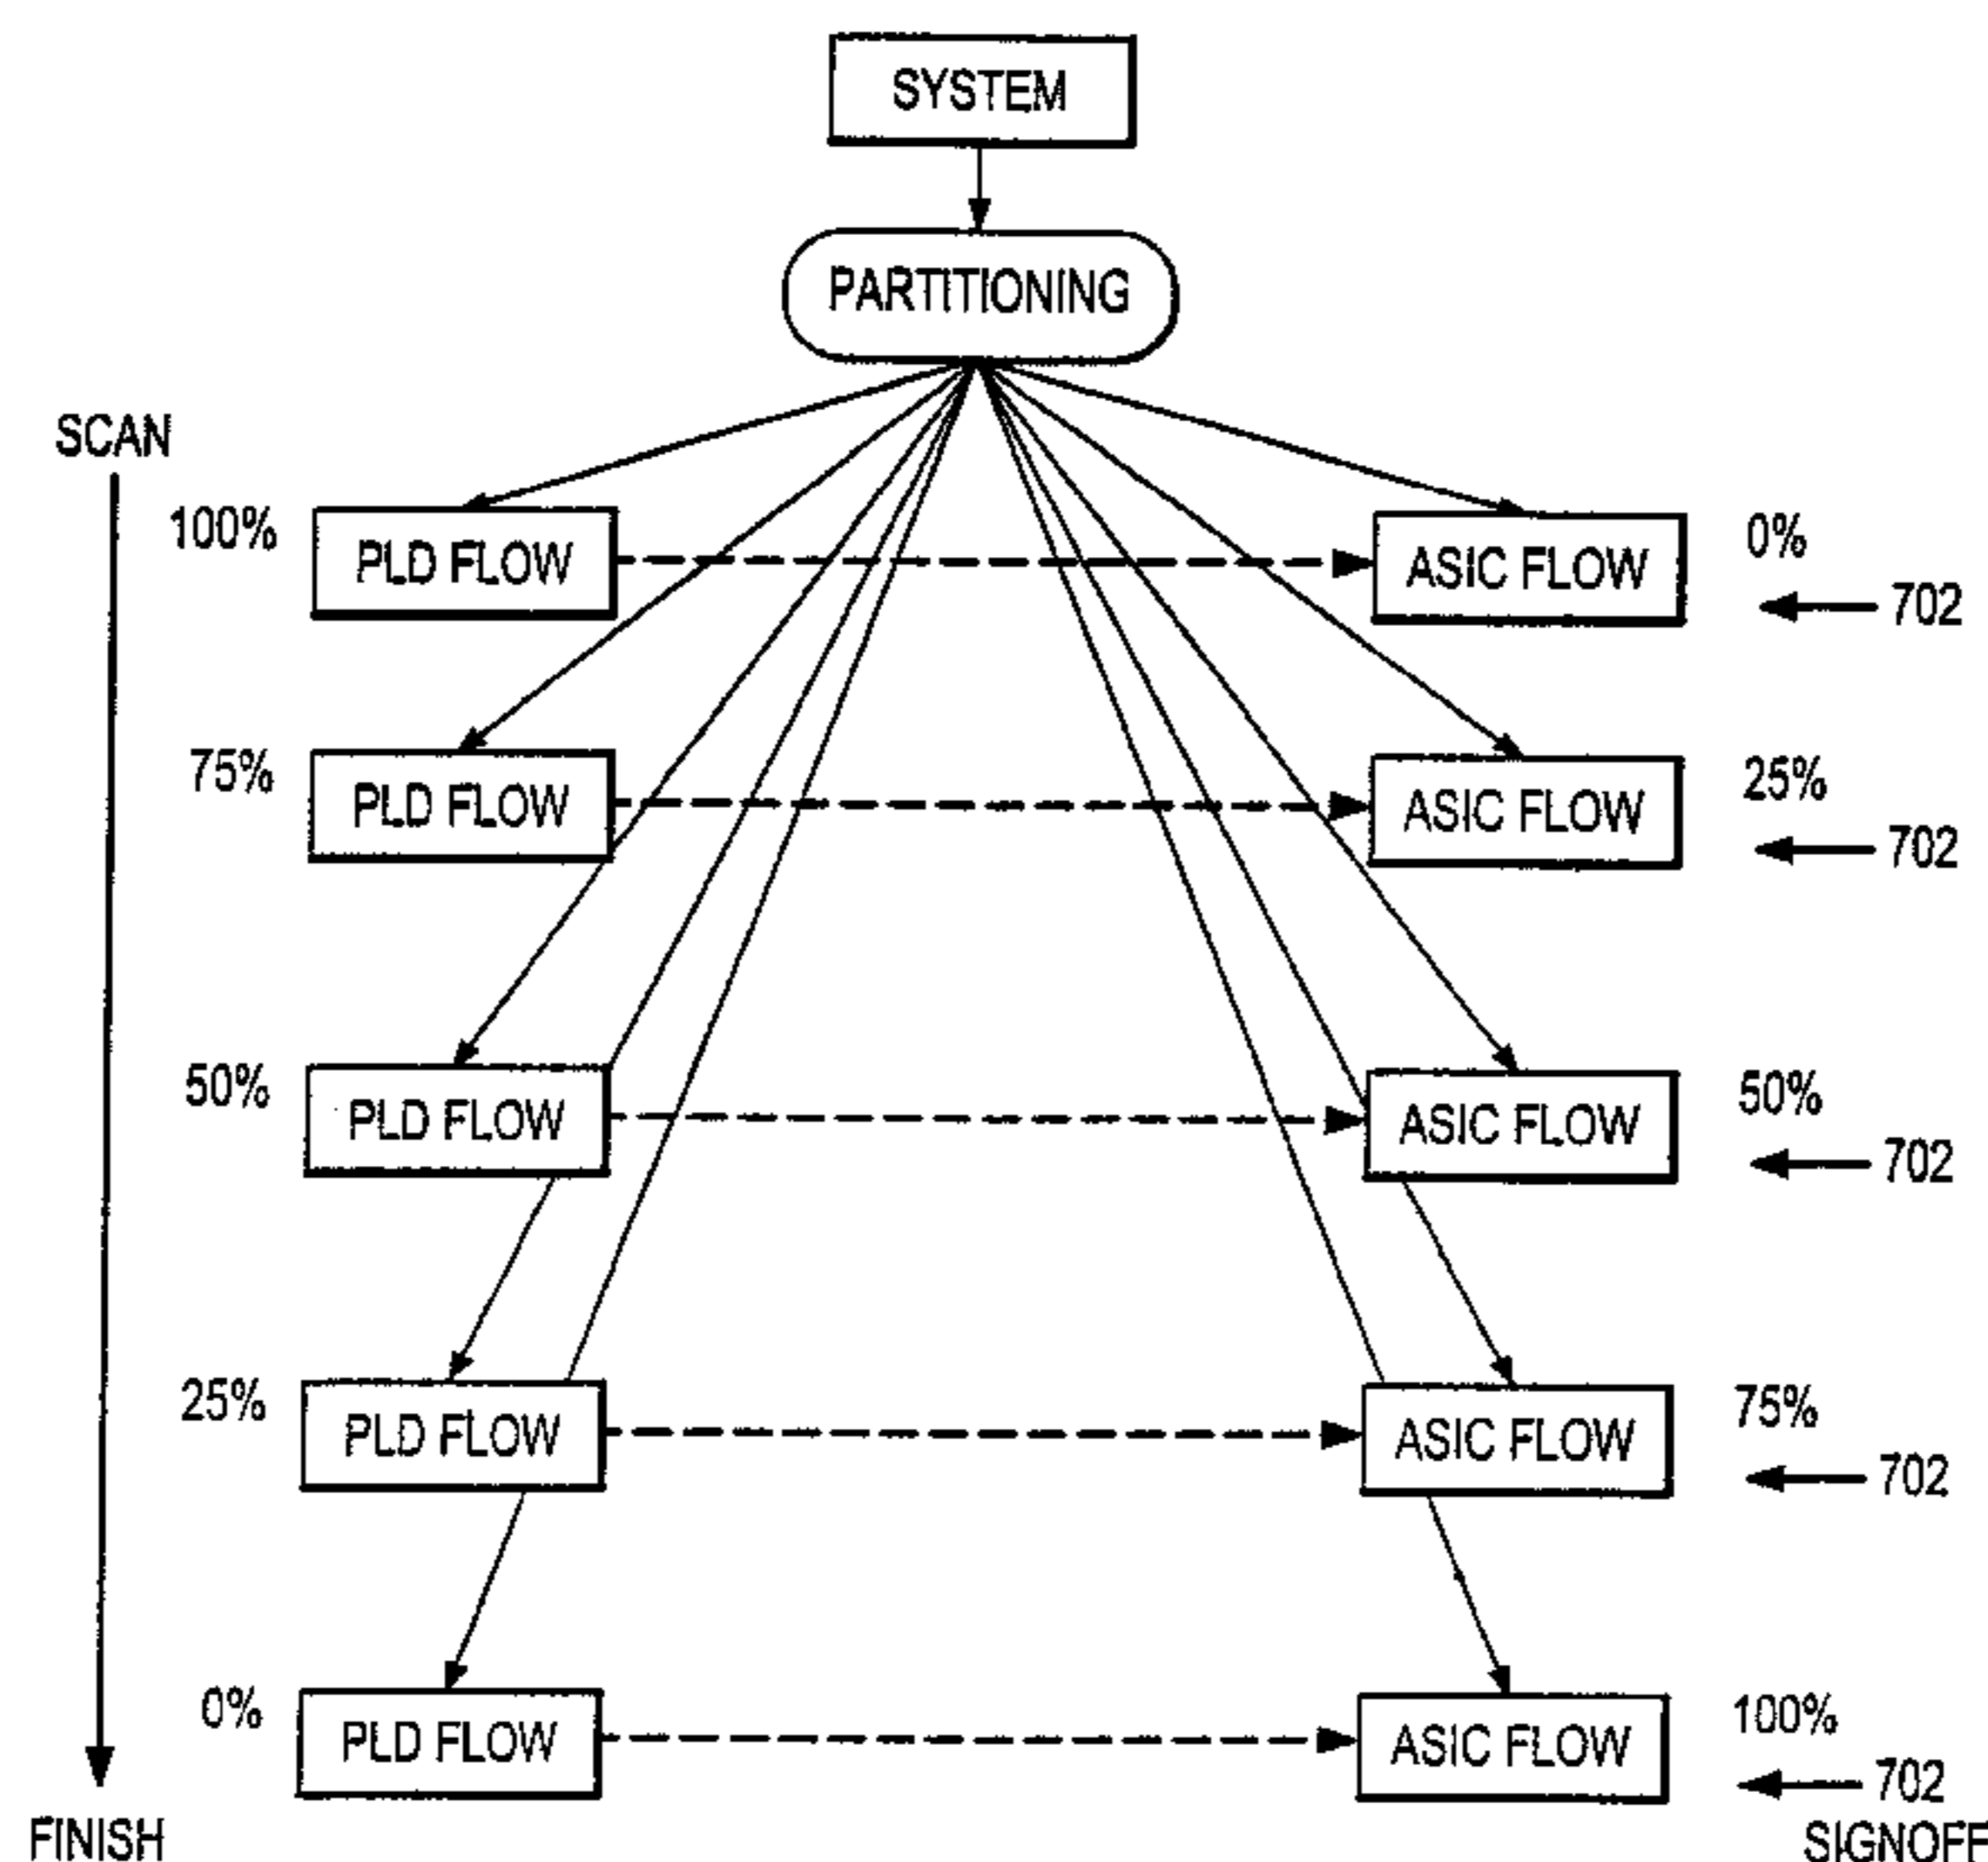 SYSTEM
PARTITIONING
SCAN
100%
PLD FLOW
ASIC FLOW
0%
702
75%
PLD FLOW
ASIC FLOW
25%
702
50%
PLD FLOW
ASIC FLOW
50%
702
25%
PLD FLOW
ASIC FLOW
75%
702
0%
PLD FLOW
ASIC FLOW
100%
702
FINISH
SIGNOFF